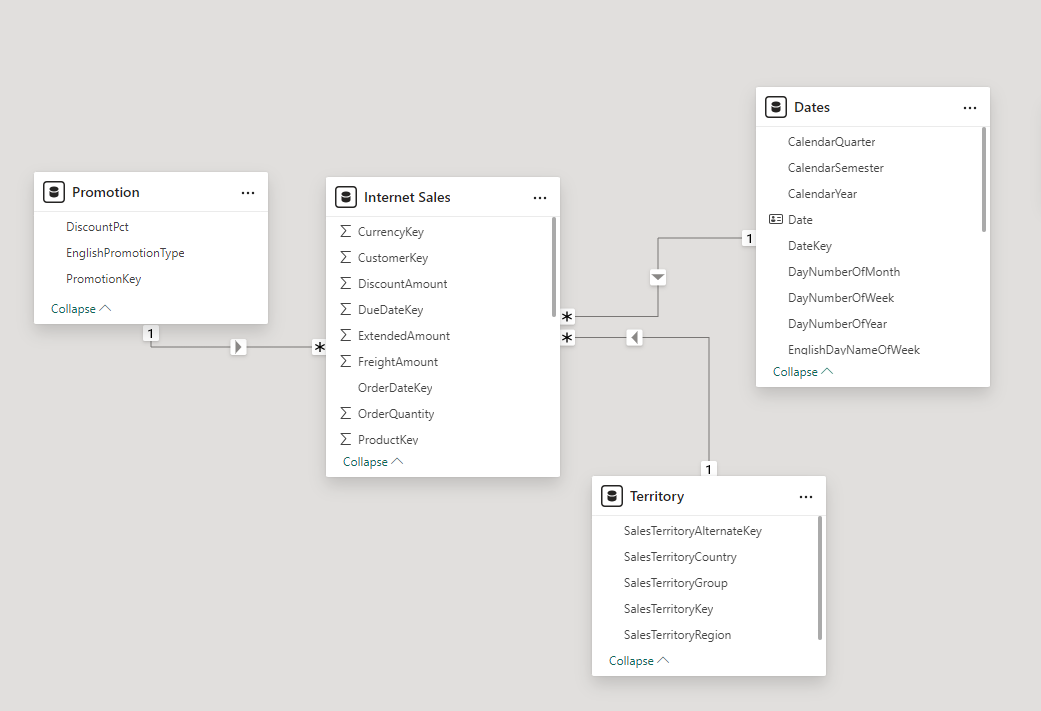 Promotion
DiscountPct
EnglishPromotionType
PromotionKey
Collapse
1
*
Internet Sales
CurrencyKey
CustomerKey
DiscountAmount
DueDateKey
ExtendedAmount
FreightAmount
OrderDateKey
OrderQuantity
ProductKey
Collapse
*
*
1
Dates
CalendarQuarter
CalendarSemester
CalendarYear
Date
DateKey
DayNumberOfMonth
DayNumberOfWeek
DayNumberOfYear
EnglishDayNameOfWeek
Collapse
1
Territory
SalesTerritoryAlternateKey
SalesTerritoryCountry
SalesTerritoryGroup
SalesTerritoryKey
SalesTerritoryRegion
Collapse